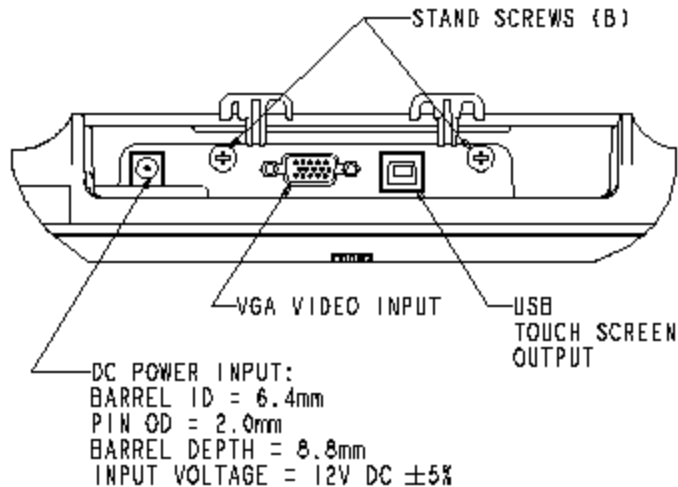 STAND SCREWS (B)
VGA VIDEO INPUT
USB
TOUCH SCREEN
OUTPUT
DC POWER INPUT:
BARREL ID = 6.4mm
PIN OD = 2.0mm
BARREL DEPTH = 8.8mm
INPUT VOLTAGE = 12V DC ±5%